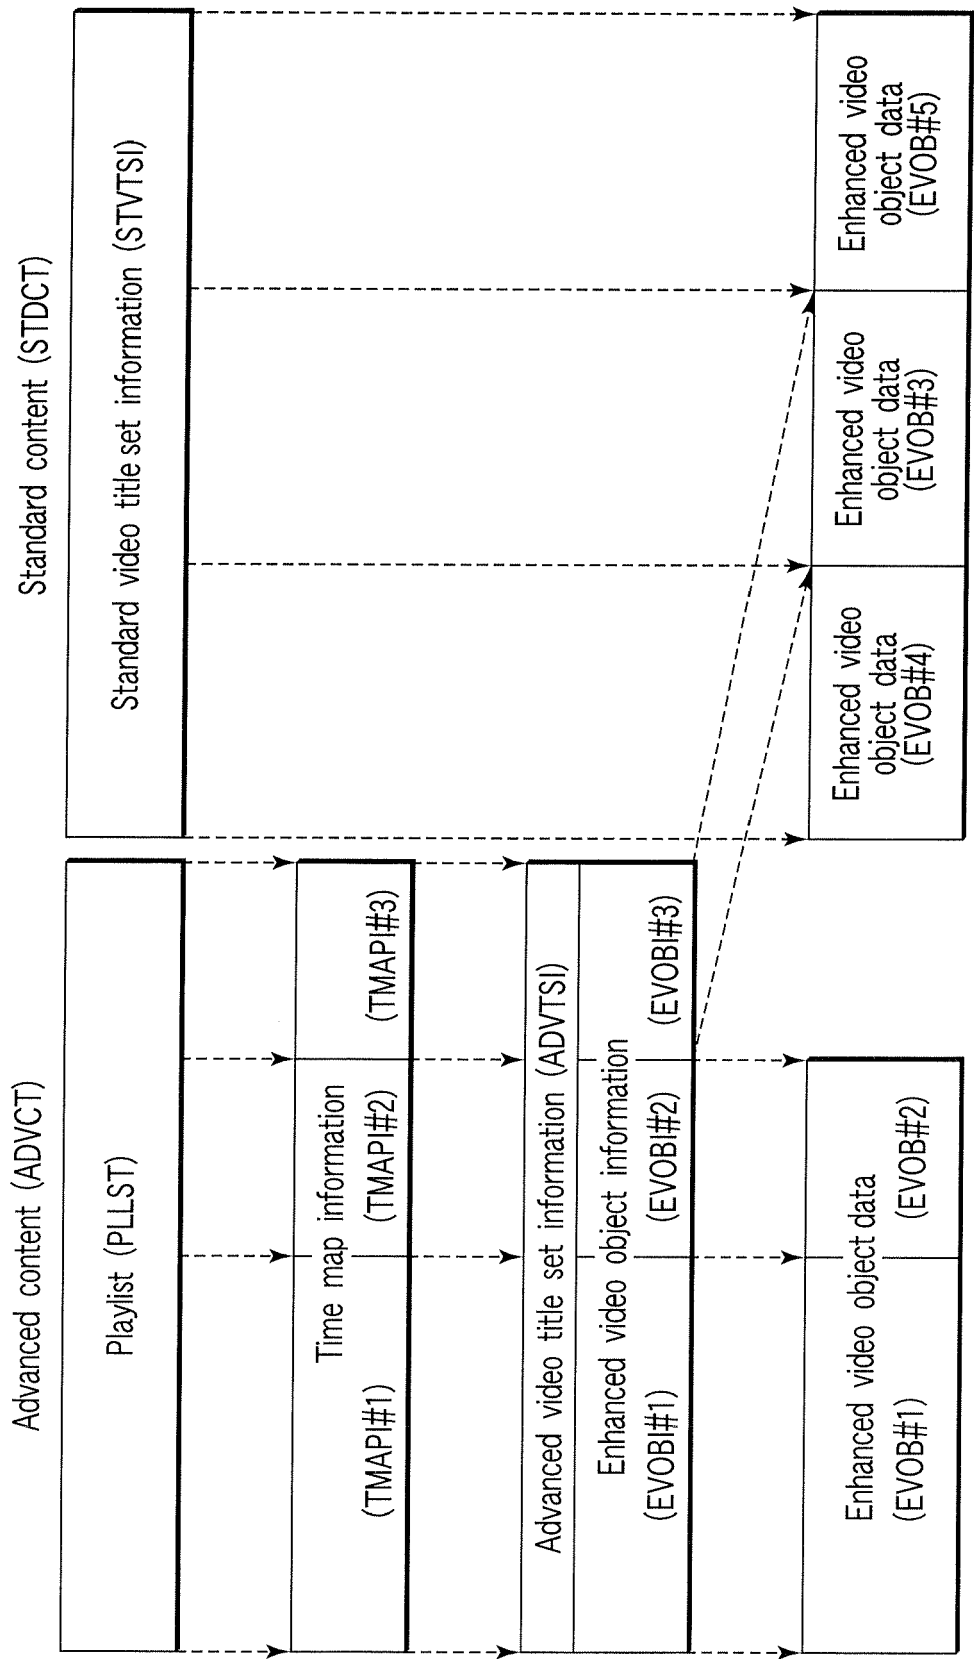 Advanced content (ADVCT)
Playlist (PLLST)
Time map information
(TMAPI#1)
(TMAPI#2)
(TMAPI#3)
Advanced video title set information (ADVTSI)
Enhanced video object information
(EVOBI#1)
(EVOBI#2)
(EVOBI#3)
Enhanced video object data
(EVOB#1)
(EVOB#2)
Standard content (STDCT)
Standard video title set information (STVTSI)
Enhanced video
object data
(EVOB#4)
Enhanced video
object data
(EVOB#3)
Enhanced video
object data
(EVOB#5)